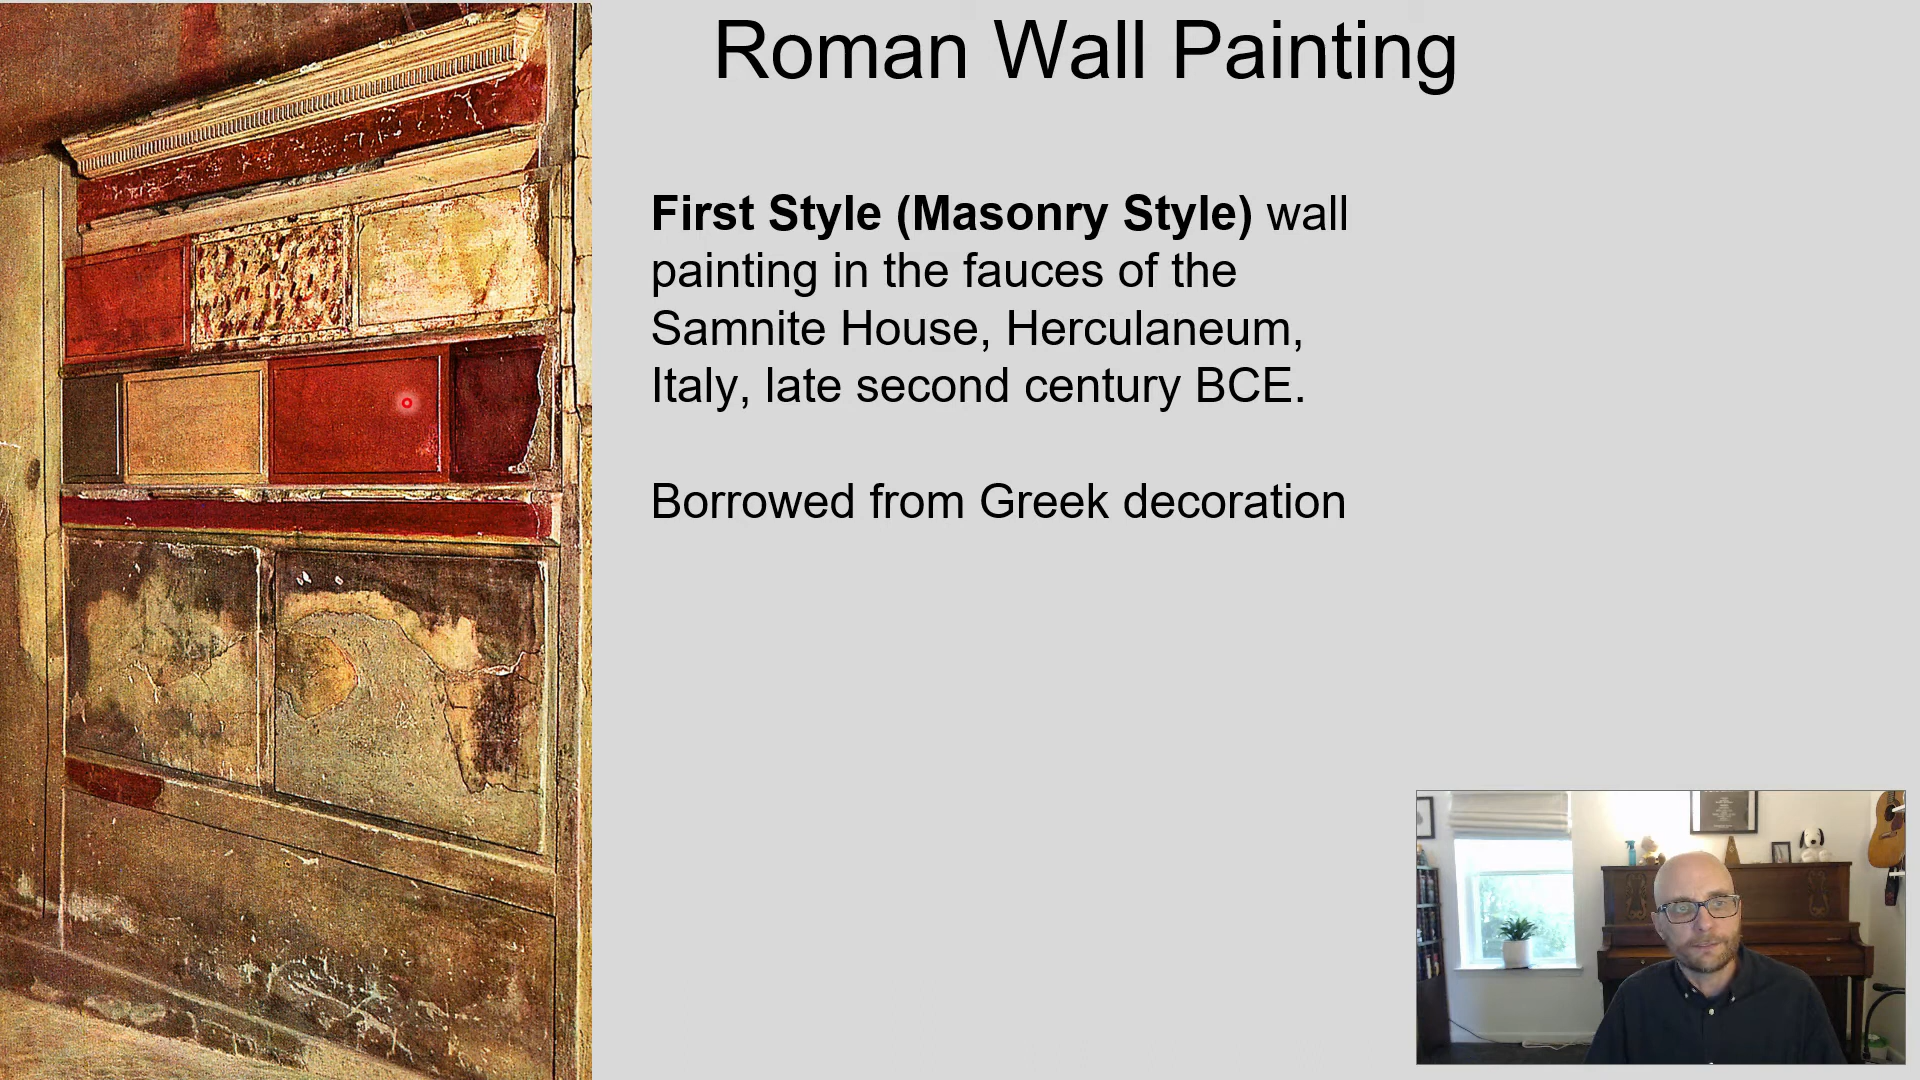 Roman Wall Painting
First Style (Masonry Style) wall
painting in the fauces of the
Samnite House, Herculaneum,
Italy, late second century BCE.
Borrowed from Greek decoration